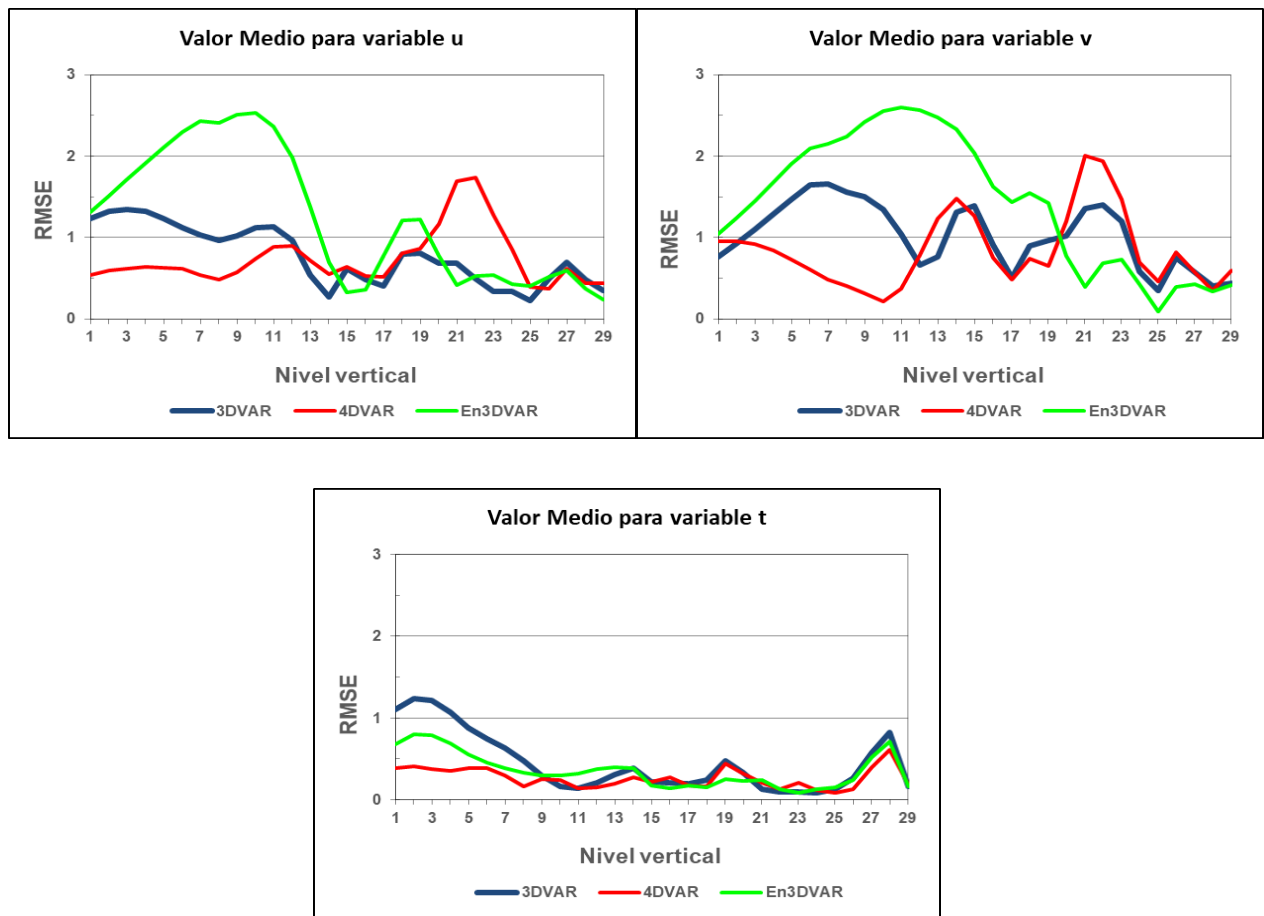 Valor Medio para variable u
3
2
1
0
RMSE
1 3 5 7 9 11 13 15 17 19 21 23 25 27 29
Nivel vertical
3DVAR 4DVAR En3DVAR
Valor Medio para variable v
3
2
1
0
RMSE
1 3 5 7 9 11 13 15 17 19 21 23 25 27 29
Nivel vertical
3DVAR 4DVAR En3DVAR
Valor Medio para variable t
3
2
1
0
RMSE
1 3 5 7 9 11 13 15 17 19 21 23 25 27 29
Nivel vertical
3DVAR 4DVAR En3DVAR